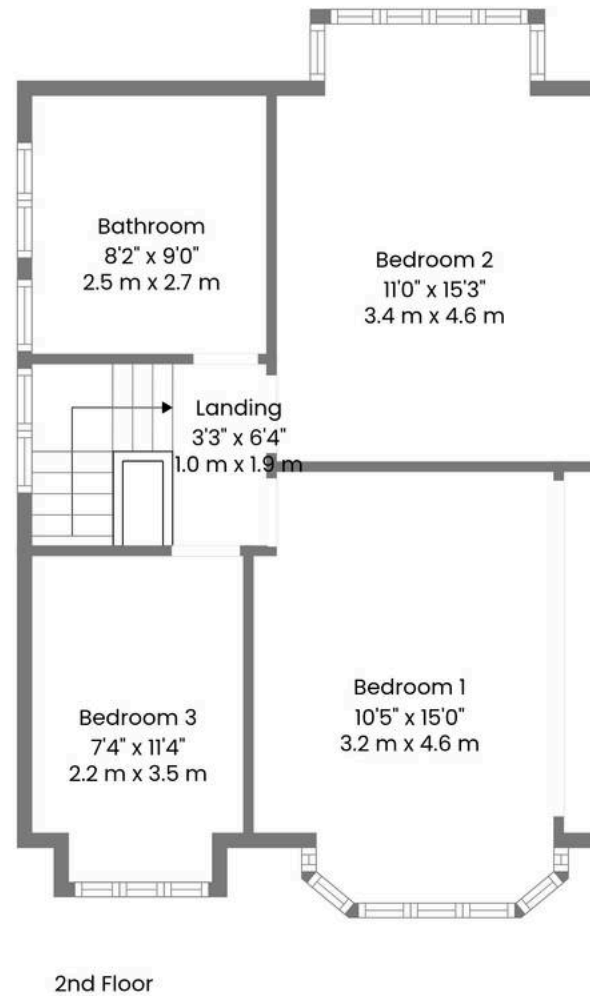 Bathroom
8'2" x 9'0"
2.5 m x 2.7 m
Bedroom 2
11'0" x 15'3"
3.4 m x 4.6 m
Landing
3'3" x 6'4"
1.0 m x 1.9 m
Bedroom 1
10'5" x 15'0"
3.2 m x 4.6 m
Bedroom 3
7'4" x 11'4"
2.2 m x 3.5 m
2nd Floor